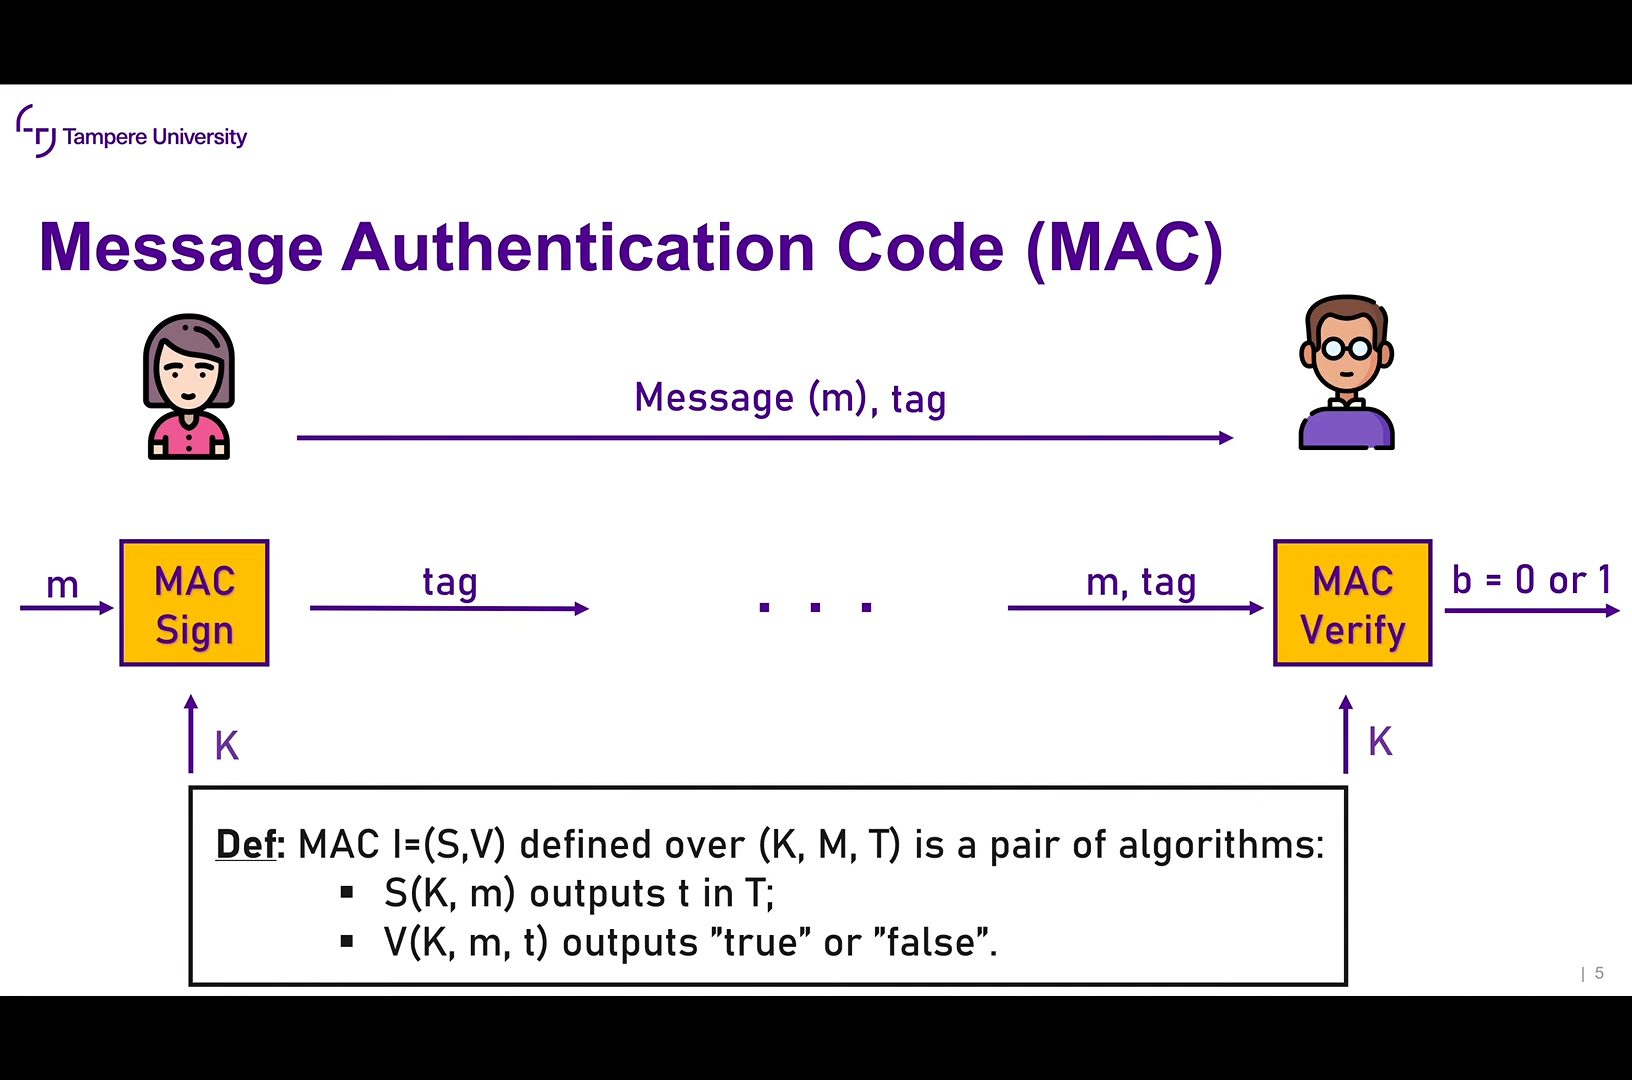 Tampere University
Message Authentication Code (MAC)
Message (m), tag
m
MAC
Sign
tag
. . .
m, tag
MAC
Verify
b = 0 or 1
K
K
Def: MAC I=(S,V) defined over (K, M, T) is a pair of algorithms:
▪ S(K, m) outputs t in T;
▪ V(K, m, t) outputs ”true” or ”false”.
| 5